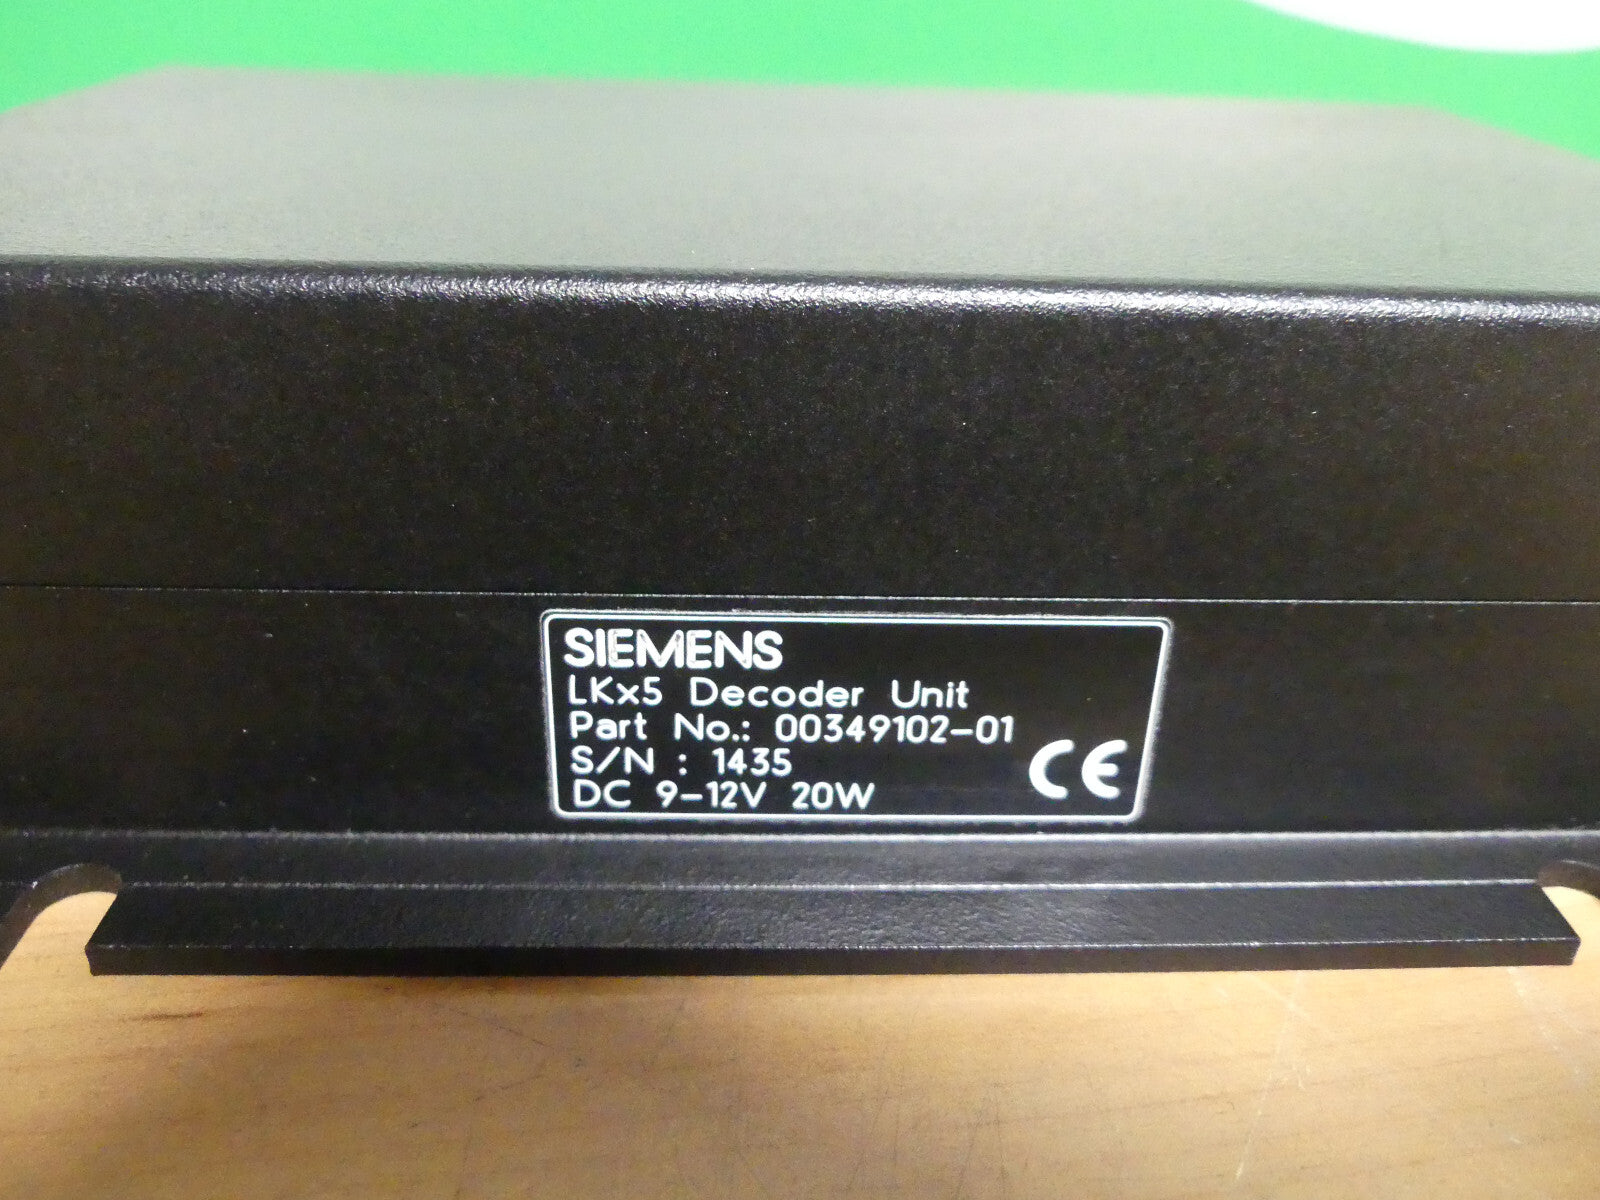 SIEMENS
LKx5 Decoder Unit
Part No.: 00349102-01
S/N : 1435
DC 9-12V 20W
CE